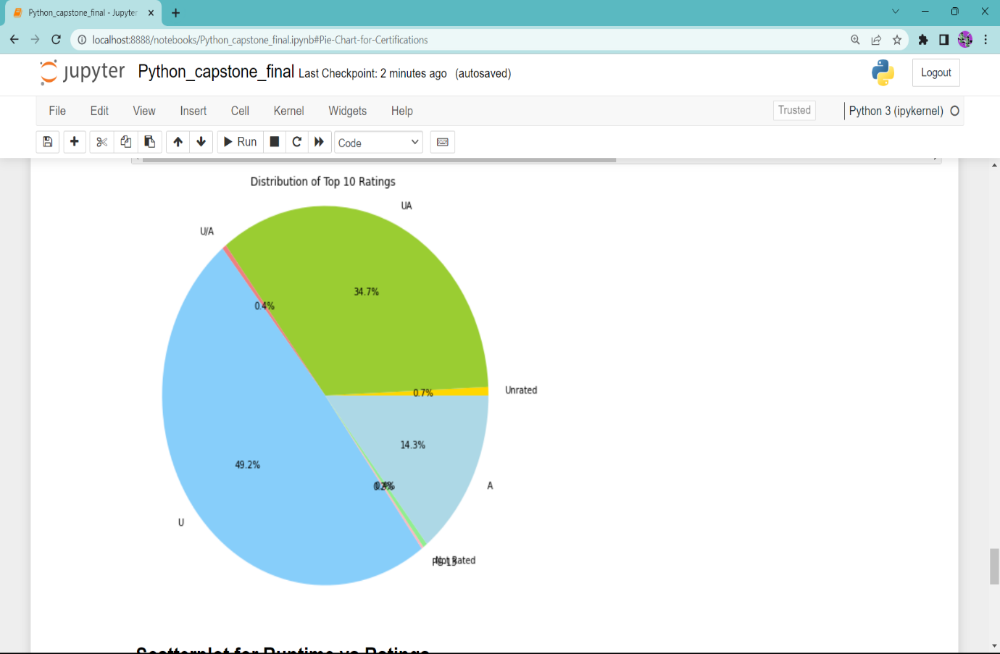 Python_capstone_final - Jupyter
localhost:8888/notebooks/Python_capstone_final.ipynb#Pie-Chart-for-Certifications
jupyter Python_capstone_final Last Checkpoint: 2 minutes ago (autosaved)
Logout
File Edit View Insert Cell Kernel Widgets Help
Trusted
Python 3 (ipykernel)
Run
Code
Distribution of Top 10 Ratings
UA
U/A
34.7%
0.4%
Unrated
0.7%
14.3%
49.2%
A
U
Not Rated
PG-13
Scatterplot for Runtime vs Ratings